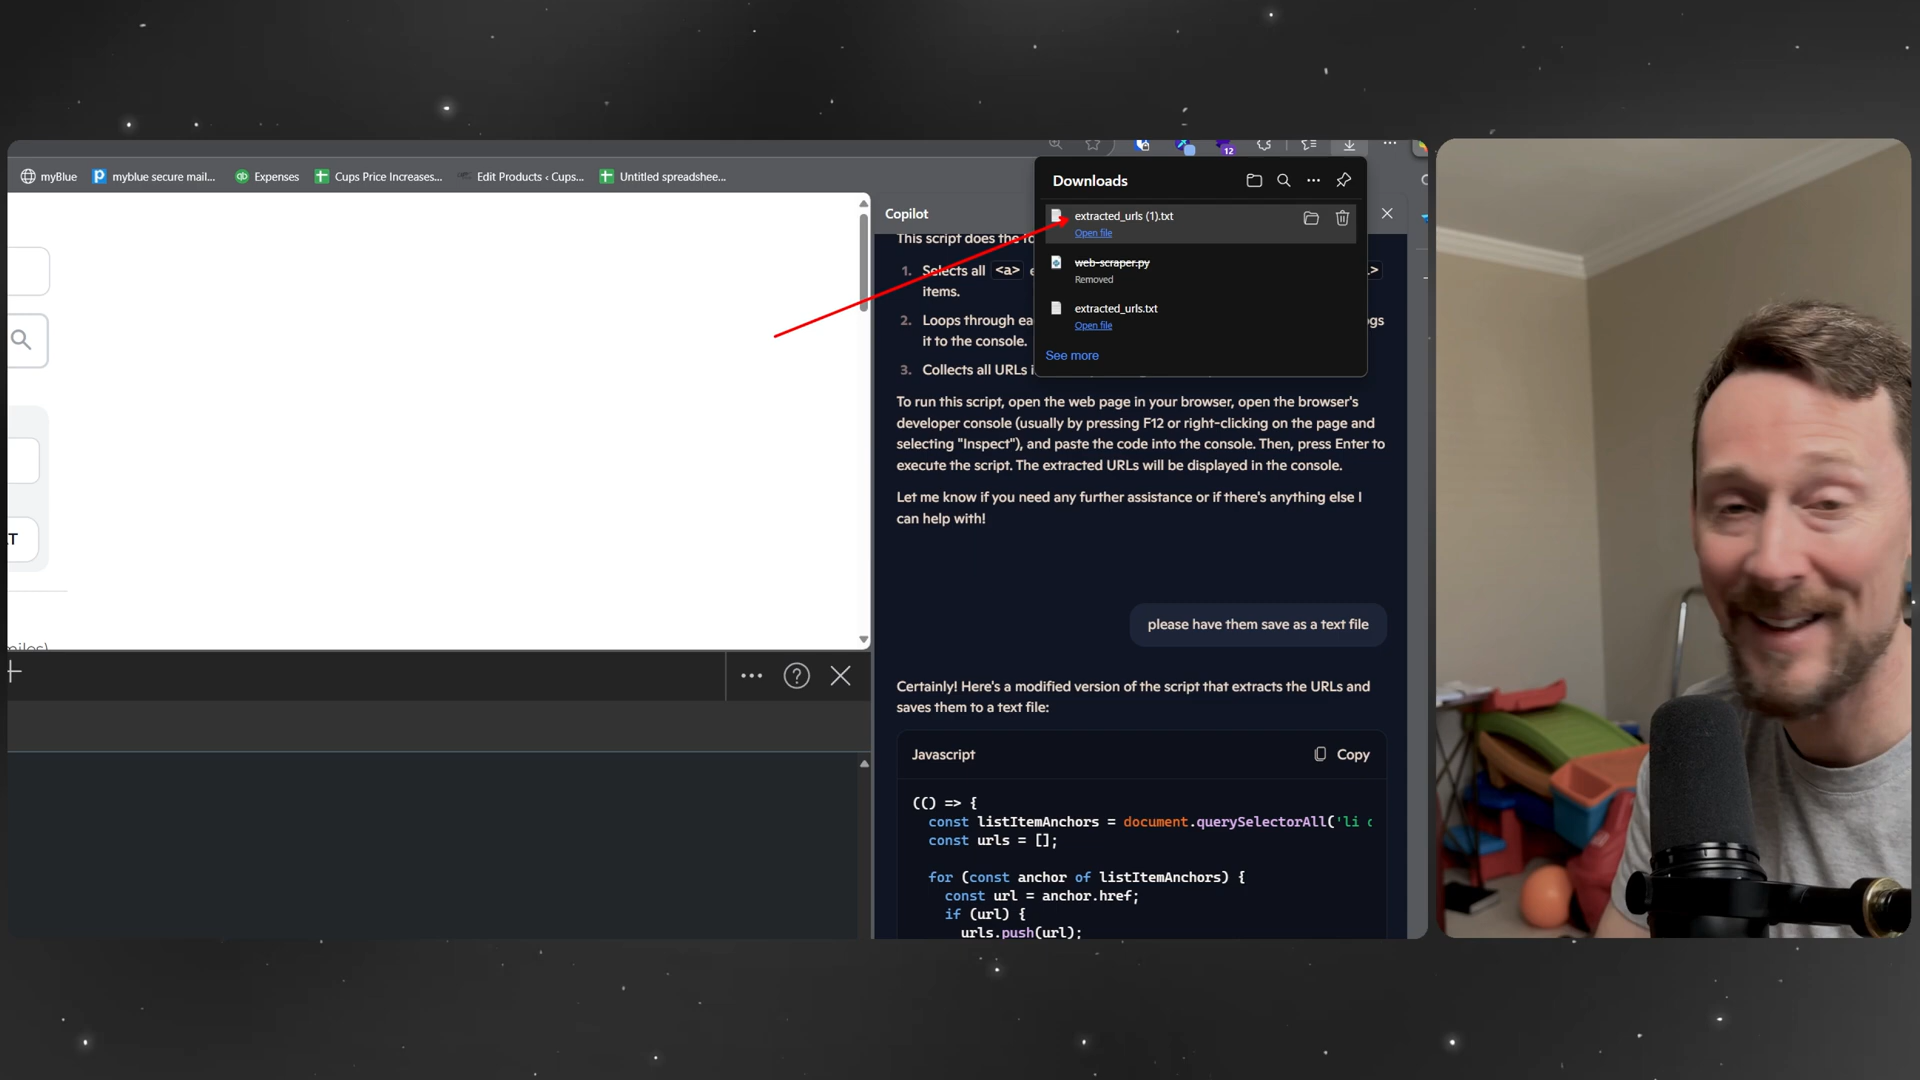 12
myBlue
myblue secure mail...
Expenses
Cups Price Increases...
Edit Products ‹ Cups...
Untitled spreadshee...
Downloads
extracted_urls (1).txt
Open file
web-scraper.py
Removed
extracted_urls.txt
Open file
See more
T
+
Copilot
This script does the fo
1. Selects all <a> e
>
items.
2. Loops through ea
gs
it to the console.
3. Collects all URLs i
To run this script, open the web page in your browser, open the browser's
developer console (usually by pressing F12 or right-clicking on the page and
selecting "Inspect"), and paste the code into the console. Then, press Enter to
execute the script. The extracted URLs will be displayed in the console.
Let me know if you need any further assistance or if there's anything else I
can help with!
please have them save as a text file
Certainly! Here's a modified version of the script that extracts the URLs and
saves them to a text file:
Javascript
Copy
(() => {
const listItemAnchors = document.querySelectorAll('li
const urls = [];
for (const anchor of listItemAnchors) {
const url = anchor.href;
if (url) {
urls.push(url);